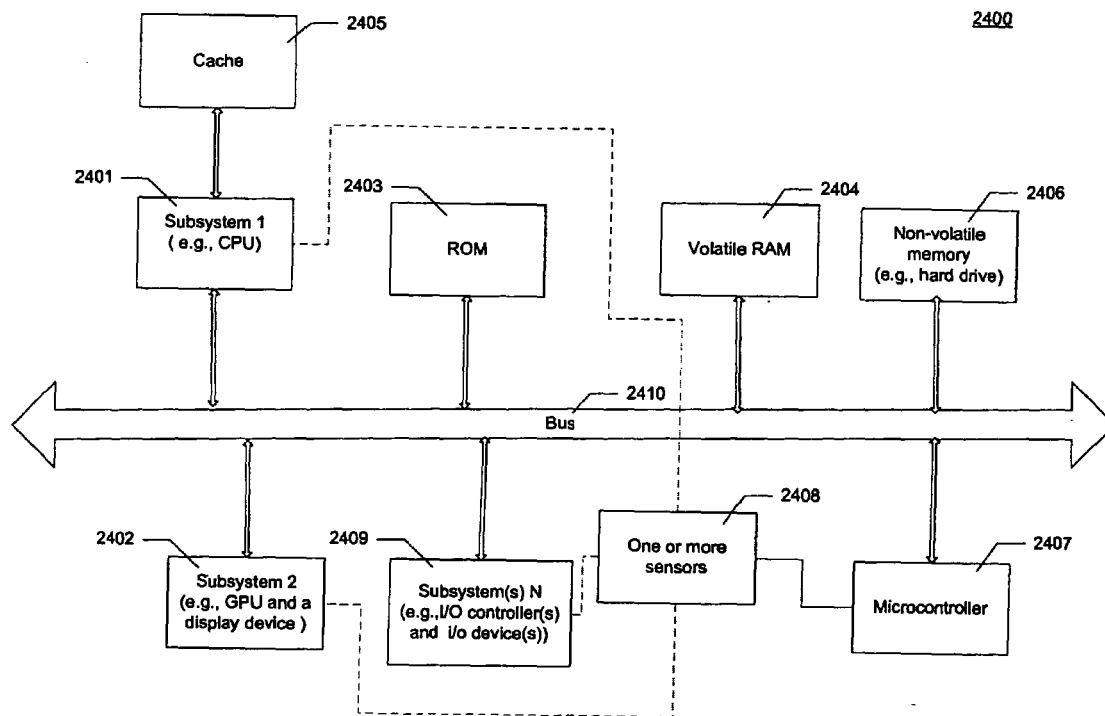 2400
2405
Cache
2401
Subsystem 1
( e.g., CPU)
2403
ROM
2404
Volatile RAM
2406
Non-volatile
memory
(e.g., hard drive)
2410
Bus
2402
Subsystem 2
(e.g., GPU and a
display device )
2409
Subsystem(s) N
(e.g.,I/O controller(s)
and i/o device(s))
2408
One or more
sensors
2407
Microcontroller